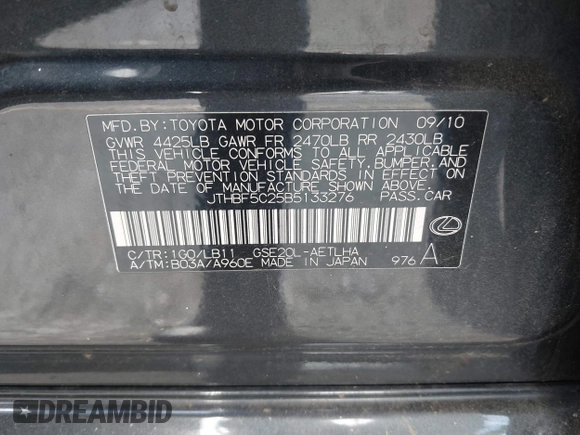 MFD.BY:TOYOTA MOTOR CORPORATION 09/10
GVWR 4425LB GAWR FR 2470LB RR 2430LB
THIS VEHICLE CONFORMS TO ALL APPLICABLE
FEDERAL MOTOR VEHICLE SAFETY,BUMPER,AND
THEFT PREVENTION STANDARDS IN EFFECT ON
THE DATE OF MANUFACTURE SHOWN ABOVE.
JTHBF5C25B5133276 PASS.CAR
C/TR:1G0/LB11 GSE20L-AETLHA
A/TM:B03A/A960E MADE IN JAPAN 976 A
DREAMBID